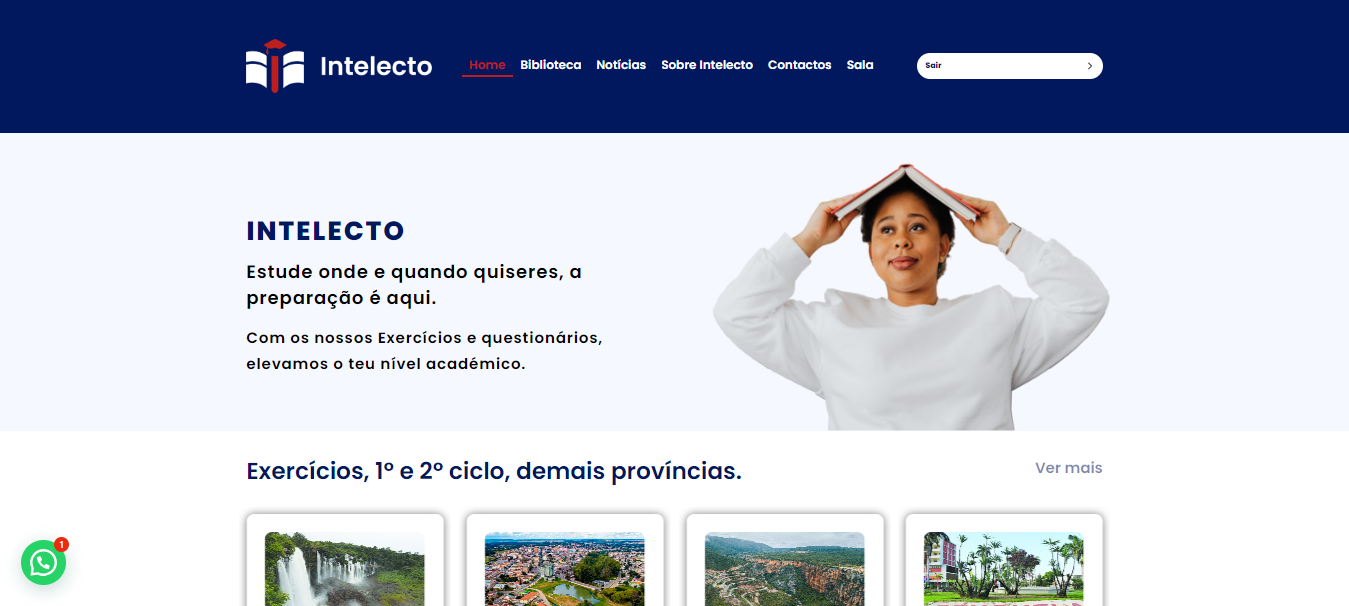 Intelecto
Home Biblioteca Notícias Sobre Intelecto Contactos Sala
Sair
INTELECTO
Estude onde e quando quiseres, a
preparação é aqui.
Com os nossos Exercícios e questionários,
elevamos o teu nível académico.
Exercícios, 1º e 2º ciclo, demais províncias.
Ver mais
1